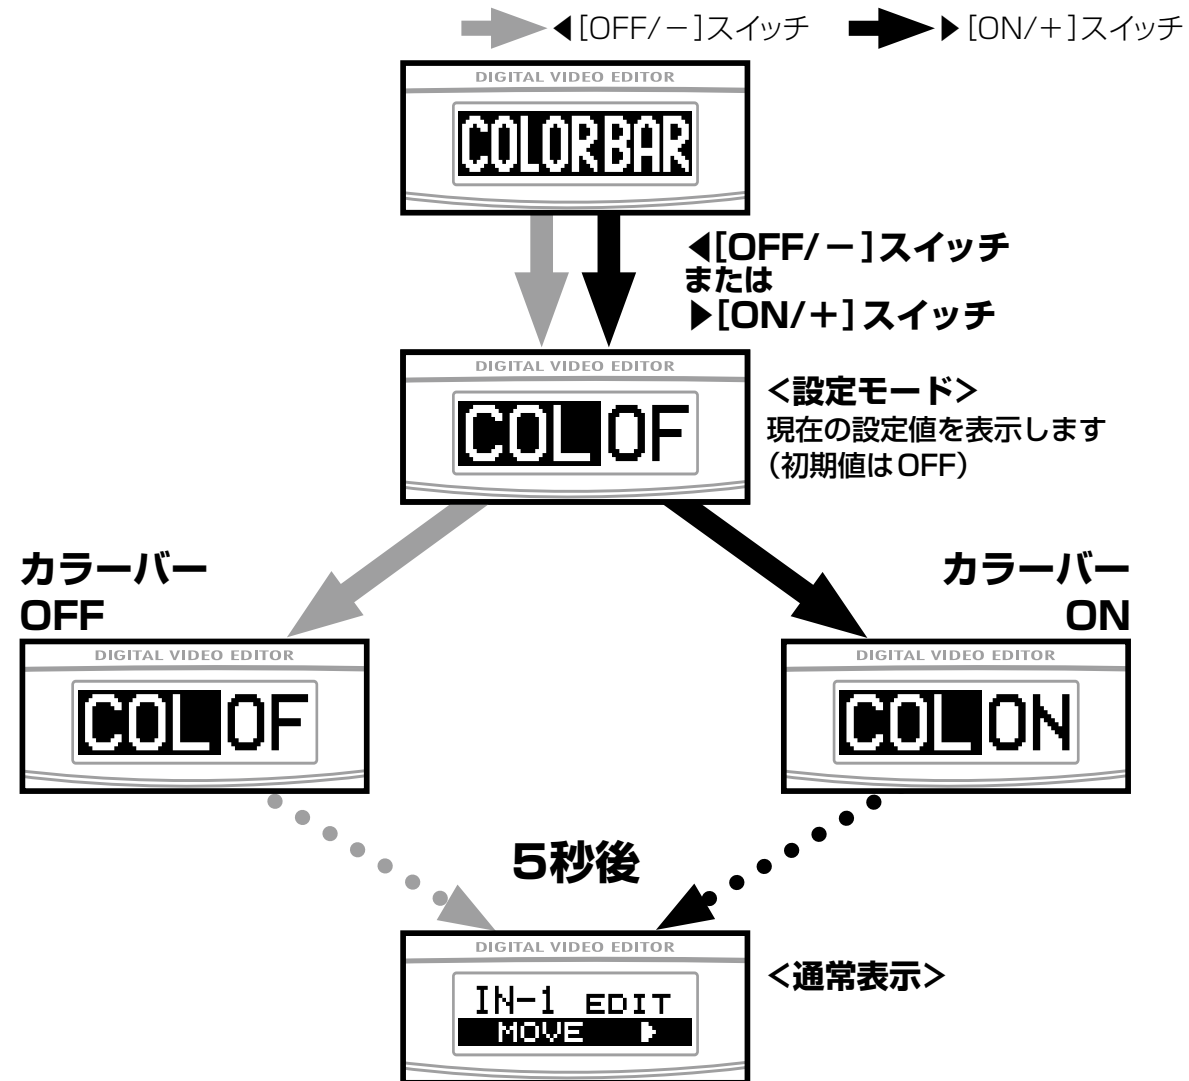 ◀[OFF/－]スイッチ ▶[ON/＋]スイッチ
DIGITAL VIDEO EDITOR
COLORBAR
◀[OFF/－]スイッチ
または
▶[ON/＋]スイッチ
DIGITAL VIDEO EDITOR
COL OF
<設定モード>
現在の設定値を表示します
(初期値はOFF)
カラーバー
OFF
カラーバー
ON
DIGITAL VIDEO EDITOR
COL OF
DIGITAL VIDEO EDITOR
COL ON
5秒後
DIGITAL VIDEO EDITOR
IN-1 EDIT
MOVE ▶
<通常表示>